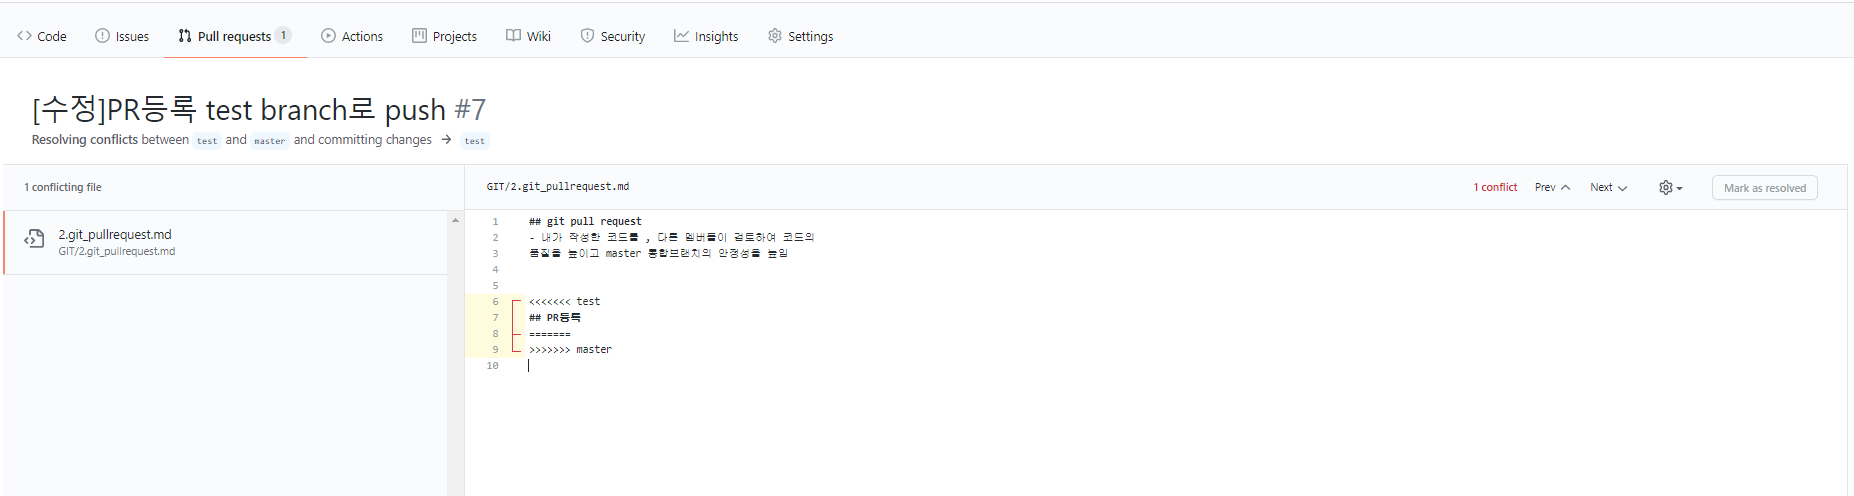 Code Issues Pull requests 1 Actions Projects Wiki Security Insights Settings
[수정]PR등록 test branch로 push #7
Resolving conflicts between test and master and committing changes → test
1 conflicting file
2.git_pullrequest.md
GIT/2.git_pullrequest.md
GIT/2.git_pullrequest.md 1 conflict Prev Next Mark as resolved
1 ## git pull request
2 - 내가 작성한 코드를 , 다른 멤버들이 검토하여 코드의
3 품질을 높이고 master 통합브랜치의 안정성을 높임
4
5
6 <<<<<<< test
7 ## PR등록
8 =======
9 >>>>>>> master
10